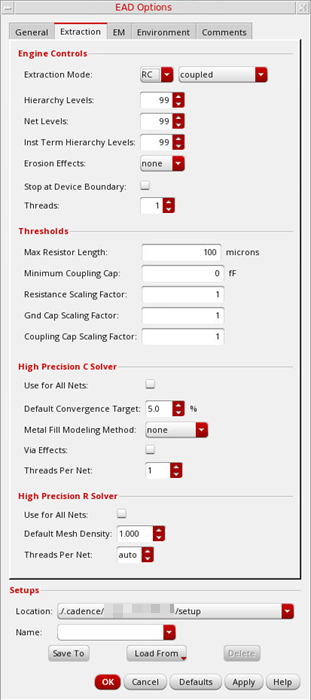 EAD Options
General Extraction EM Environment Comments
Engine Controls
Extraction Mode: RC coupled
Hierarchy Levels: 99
Net Levels: 99
Inst Term Hierarchy Levels: 99
Erosion Effects: none
Stop at Device Boundary:
Threads: 1
Thresholds
Max Resistor Length: 100 microns
Minimum Coupling Cap: 0 fF
Resistance Scaling Factor: 1
Gnd Cap Scaling Factor: 1
Coupling Cap Scaling Factor: 1
High Precision C Solver
Use for All Nets:
Default Convergence Target: 5.0 %
Metal Fill Modeling Method: none
Via Effects:
Threads Per Net: 1
High Precision R Solver
Use for All Nets:
Default Mesh Density: 1.000
Threads Per Net: auto
Setups
Location: ./.cadence/ /setup
Name:
Save To Load From Delete
OK Cancel Defaults Apply Help